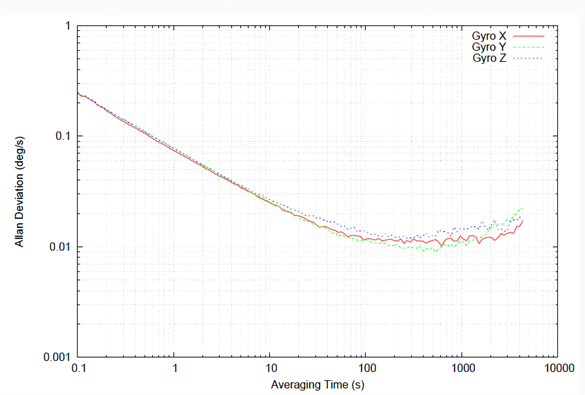 1
Gyro X
Gyro Y
Gyro Z
0.1
Allan Deviation (deg/s)
0.01
0.001
0.1 1 10 100 1000 10000
Averaging Time (s)